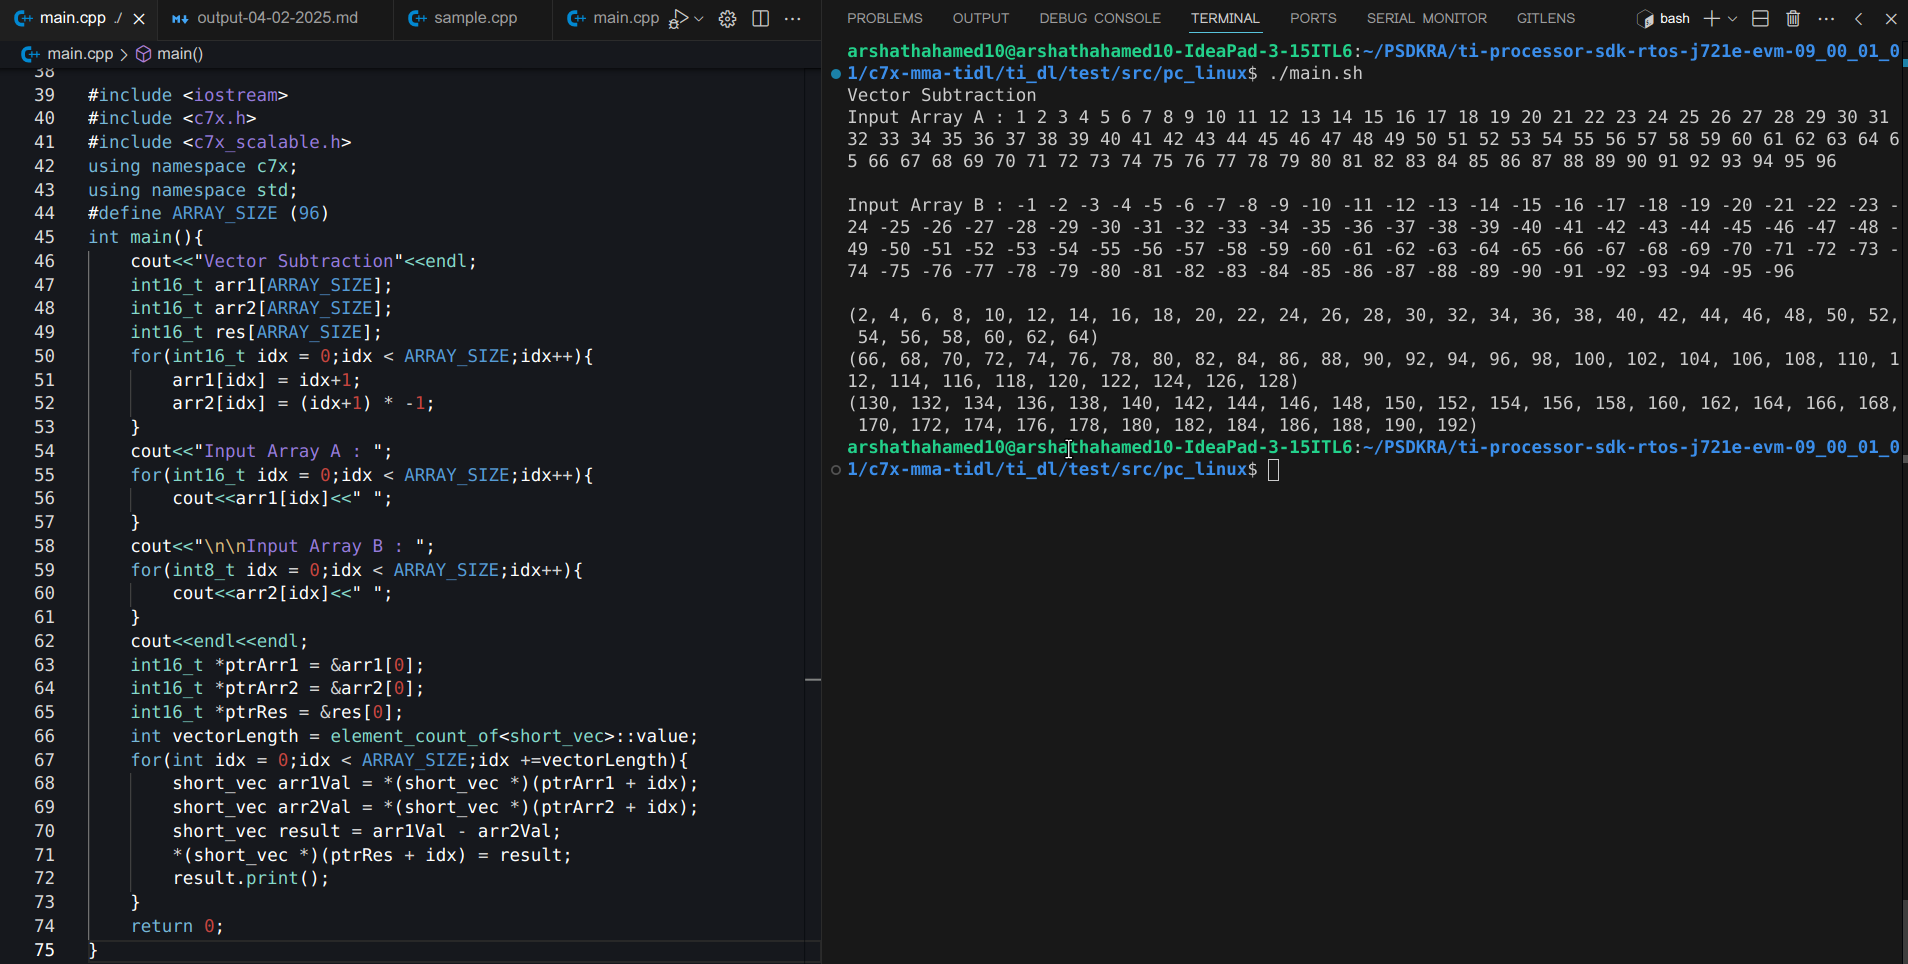 main.cpp ./
output-04-02-2025.md
sample.cpp
main.cpp
main.cpp > main()
38
39 #include <iostream>
40 #include <c7x.h>
41 #include <c7x_scalable.h>
42 using namespace c7x;
43 using namespace std;
44 #define ARRAY_SIZE (96)
45 int main(){
46     cout<<"Vector Subtraction"<<endl;
47     int16_t arr1[ARRAY_SIZE];
48     int16_t arr2[ARRAY_SIZE];
49     int16_t res[ARRAY_SIZE];
50     for(int16_t idx = 0;idx < ARRAY_SIZE;idx++){
51         arr1[idx] = idx+1;
52         arr2[idx] = (idx+1) * -1;
53     }
54     cout<<"Input Array A : ";
55     for(int16_t idx = 0;idx < ARRAY_SIZE;idx++){
56         cout<<arr1[idx]<<" ";
57     }
58     cout<<"\n\nInput Array B : ";
59     for(int8_t idx = 0;idx < ARRAY_SIZE;idx++){
60         cout<<arr2[idx]<<" ";
61     }
62     cout<<endl<<endl;
63     int16_t *ptrArr1 = &arr1[0];
64     int16_t *ptrArr2 = &arr2[0];
65     int16_t *ptrRes = &res[0];
66     int vectorLength = element_count_of<short_vec>::value;
67     for(int idx = 0;idx < ARRAY_SIZE;idx +=vectorLength){
68         short_vec arr1Val = *(short_vec *)(ptrArr1 + idx);
69         short_vec arr2Val = *(short_vec *)(ptrArr2 + idx);
70         short_vec result = arr1Val - arr2Val;
71         *(short_vec *)(ptrRes + idx) = result;
72         result.print();
73     }
74     return 0;
75 }
PROBLEMS OUTPUT DEBUG CONSOLE TERMINAL PORTS SERIAL MONITOR GITLENS bash
arshathahamed10@arshathahamed10-IdeaPad-3-15ITL6:~/PSDKRA/ti-processor-sdk-rtos-j721e-evm-09_00_01_0
1/c7x-mma-tidl/ti_dl/test/src/pc_linux$ ./main.sh
Vector Subtraction
Input Array A : 1 2 3 4 5 6 7 8 9 10 11 12 13 14 15 16 17 18 19 20 21 22 23 24 25 26 27 28 29 30 31
32 33 34 35 36 37 38 39 40 41 42 43 44 45 46 47 48 49 50 51 52 53 54 55 56 57 58 59 60 61 62 63 64 6
5 66 67 68 69 70 71 72 73 74 75 76 77 78 79 80 81 82 83 84 85 86 87 88 89 90 91 92 93 94 95 96
Input Array B : -1 -2 -3 -4 -5 -6 -7 -8 -9 -10 -11 -12 -13 -14 -15 -16 -17 -18 -19 -20 -21 -22 -23 -
24 -25 -26 -27 -28 -29 -30 -31 -32 -33 -34 -35 -36 -37 -38 -39 -40 -41 -42 -43 -44 -45 -46 -47 -48 -
49 -50 -51 -52 -53 -54 -55 -56 -57 -58 -59 -60 -61 -62 -63 -64 -65 -66 -67 -68 -69 -70 -71 -72 -73 -
74 -75 -76 -77 -78 -79 -80 -81 -82 -83 -84 -85 -86 -87 -88 -89 -90 -91 -92 -93 -94 -95 -96
(2, 4, 6, 8, 10, 12, 14, 16, 18, 20, 22, 24, 26, 28, 30, 32, 34, 36, 38, 40, 42, 44, 46, 48, 50, 52,
54, 56, 58, 60, 62, 64)
(66, 68, 70, 72, 74, 76, 78, 80, 82, 84, 86, 88, 90, 92, 94, 96, 98, 100, 102, 104, 106, 108, 110, 1
12, 114, 116, 118, 120, 122, 124, 126, 128)
(130, 132, 134, 136, 138, 140, 142, 144, 146, 148, 150, 152, 154, 156, 158, 160, 162, 164, 166, 168,
170, 172, 174, 176, 178, 180, 182, 184, 186, 188, 190, 192)
arshathahamed10@arshathahamed10-IdeaPad-3-15ITL6:~/PSDKRA/ti-processor-sdk-rtos-j721e-evm-09_00_01_0
1/c7x-mma-tidl/ti_dl/test/src/pc_linux$